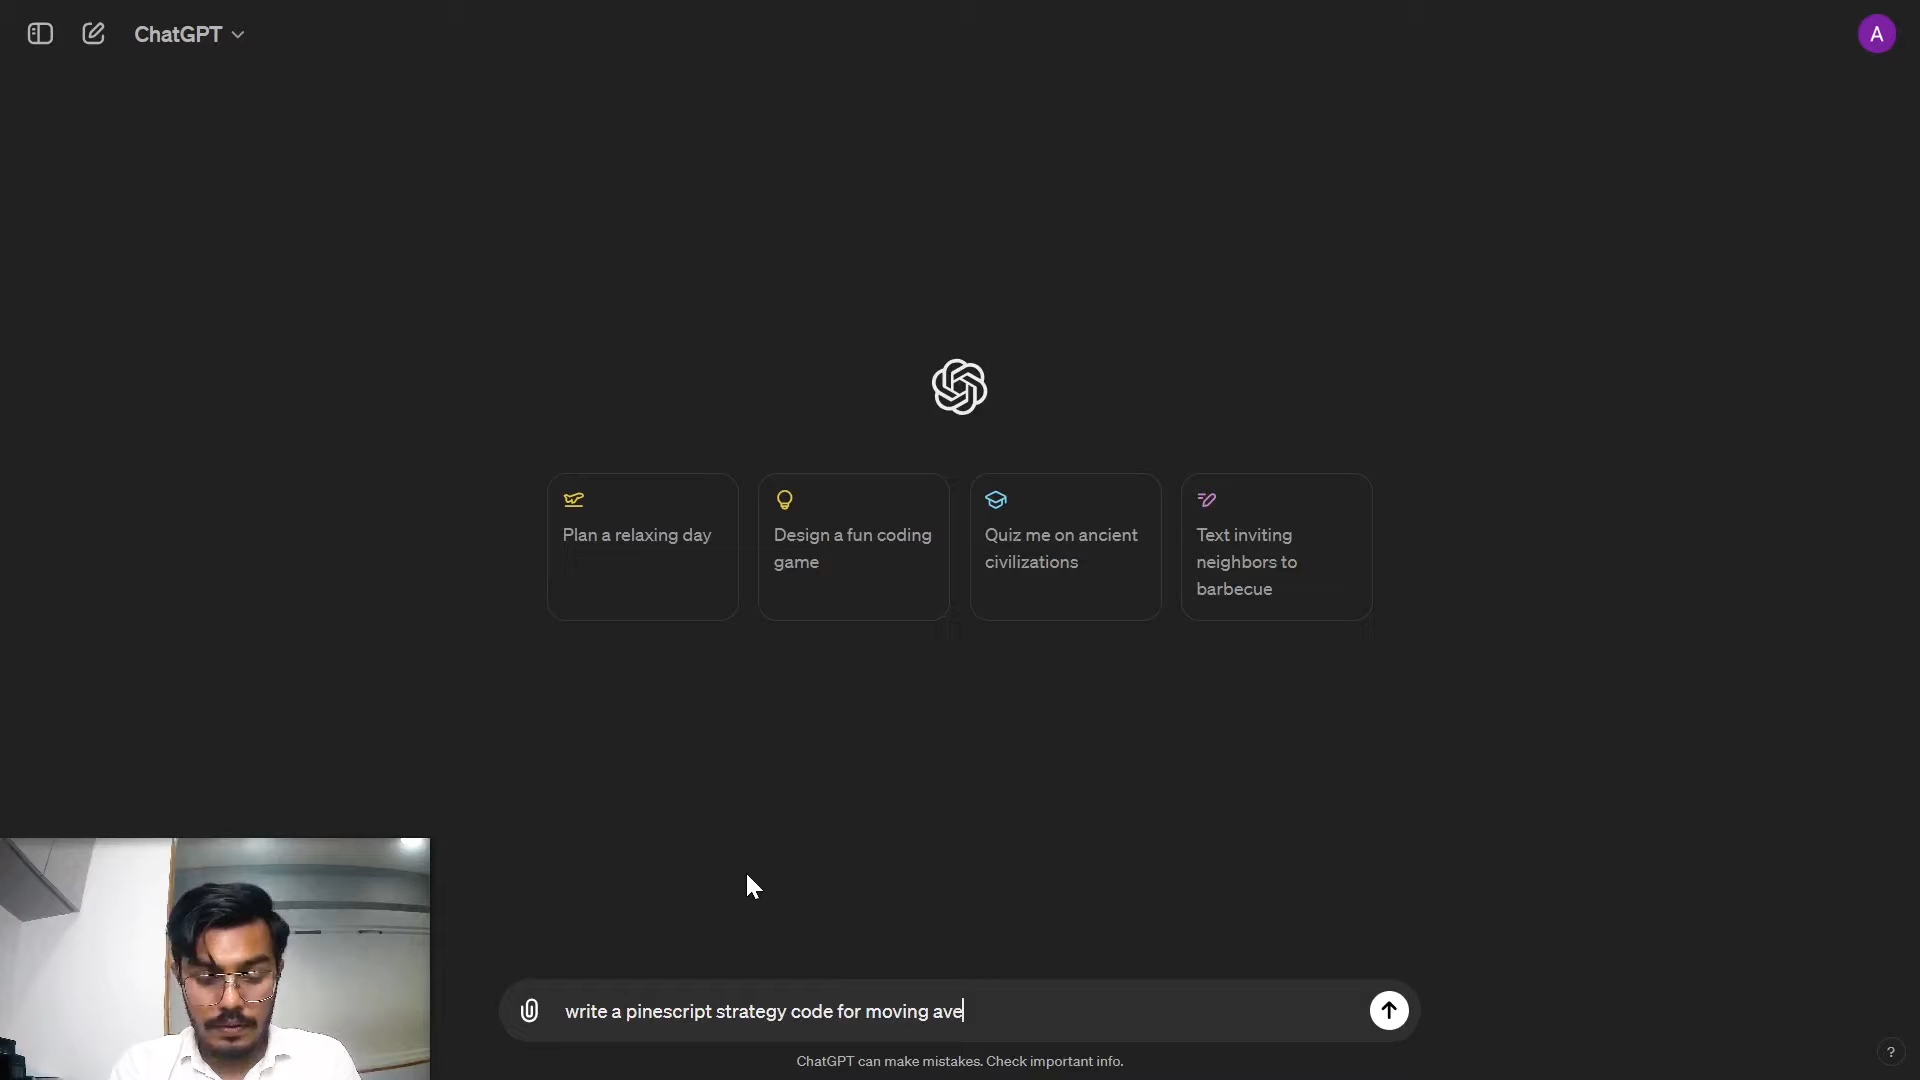 ChatGPT
A
Plan a relaxing day
Design a fun coding
game
Quiz me on ancient
civilizations
Text inviting
neighbors to
barbecue
write a pinescript strategy code for moving ave
ChatGPT can make mistakes. Check important info.
?